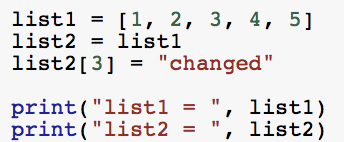 list1 = [1, 2, 3, 4, 5]
list2 = list1
list2[3] = "changed"
print("list1 = ", list1)
print("list2 = ", list2)